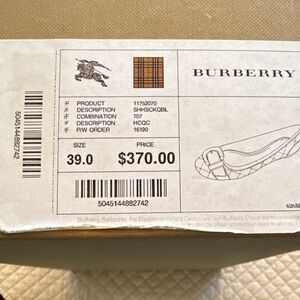 BURBERRY
PRODUCT 11752070
DESCRIPTION SHHSCKQBL
COMBINATION 707
DESCRIPTION HCQC
P/W ORDER 16190
SIZE PRICE
39.0 $370.00
5045144882742
5045144882742